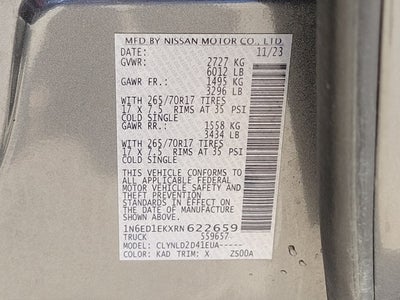 MFD BY NISSAN MOTOR CO., LTD.
DATE: 11/23
GVWR: 2727 KG
6012 LB
GAWR FR.: 1495 KG
3296 LB
WITH 265/70R17 TIRES
17 X 7.5 RIMS AT 35 PSI
COLD SINGLE
GAWR RR.: 1558 KG
3434 LB
WITH 265/70R17 TIRES
17 X 7.5 RIMS AT 35 PSI
COLD SINGLE
THIS VEHICLE CONFORMS TO
ALL APPLICABLE FEDERAL
MOTOR VEHICLE SAFETY
AND THEFT PREVENTION
STANDARDS IN EFFECT ON
THE DATE OF MANUFACTURE
SHOWN ABOVE.
1N6ED1EKXRN622659
TRUCK 559657
MODEL: CLYNLD2D41EUA-----
COLOR: KAD TRIM: X ZS00A